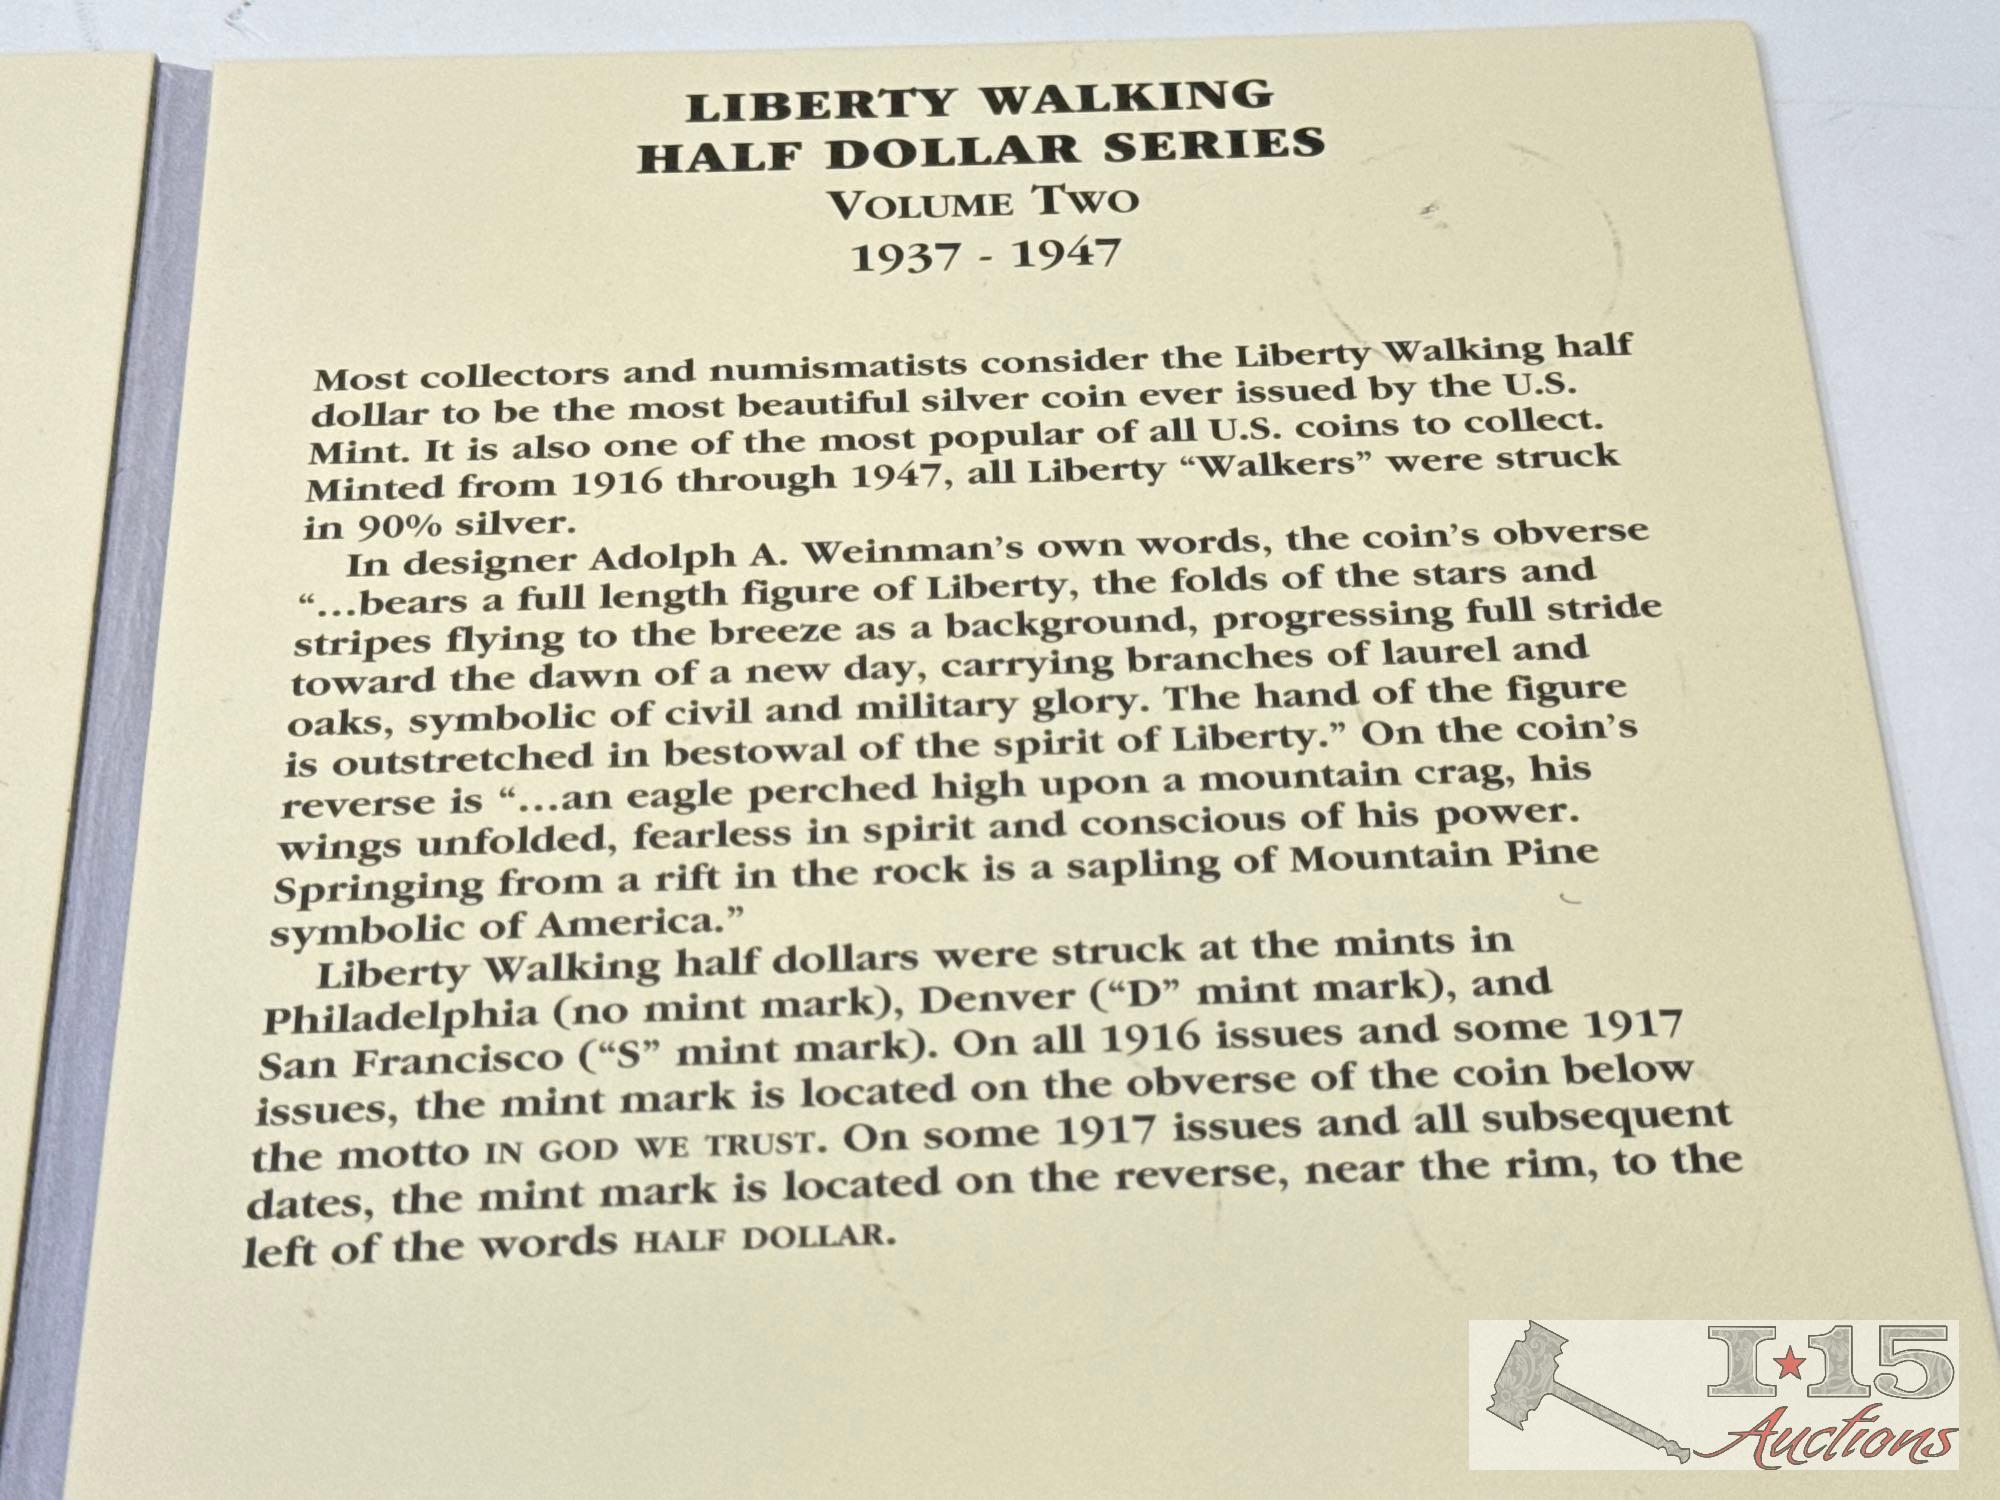 LIBERTY WALKING
HALF DOLLAR SERIES
VOLUME TWO
1937 - 1947
Most collectors and numismatists consider the Liberty Walking half
dollar to be the most beautiful silver coin ever issued by the U.S.
Mint. It is also one of the most popular of all U.S. coins to collect.
Minted from 1916 through 1947, all Liberty “Walkers” were struck
in 90% silver.
In designer Adolph A. Weinman’s own words, the coin’s obverse
“...bears a full length figure of Liberty, the folds of the stars and
stripes flying to the breeze as a background, progressing full stride
toward the dawn of a new day, carrying branches of laurel and
oaks, symbolic of civil and military glory. The hand of the figure
is outstretched in bestowal of the spirit of Liberty.” On the coin’s
reverse is “...an eagle perched high upon a mountain crag, his
wings unfolded, fearless in spirit and conscious of his power.
Springing from a rift in the rock is a sapling of Mountain Pine
symbolic of America.”
Liberty Walking half dollars were struck at the mints in
Philadelphia (no mint mark), Denver (“D” mint mark), and
San Francisco (“S” mint mark). On all 1916 issues and some 1917
issues, the mint mark is located on the obverse of the coin below
the motto IN GOD WE TRUST. On some 1917 issues and all subsequent
dates, the mint mark is located on the reverse, near the rim, to the
left of the words HALF DOLLAR.
I★15
Auctions